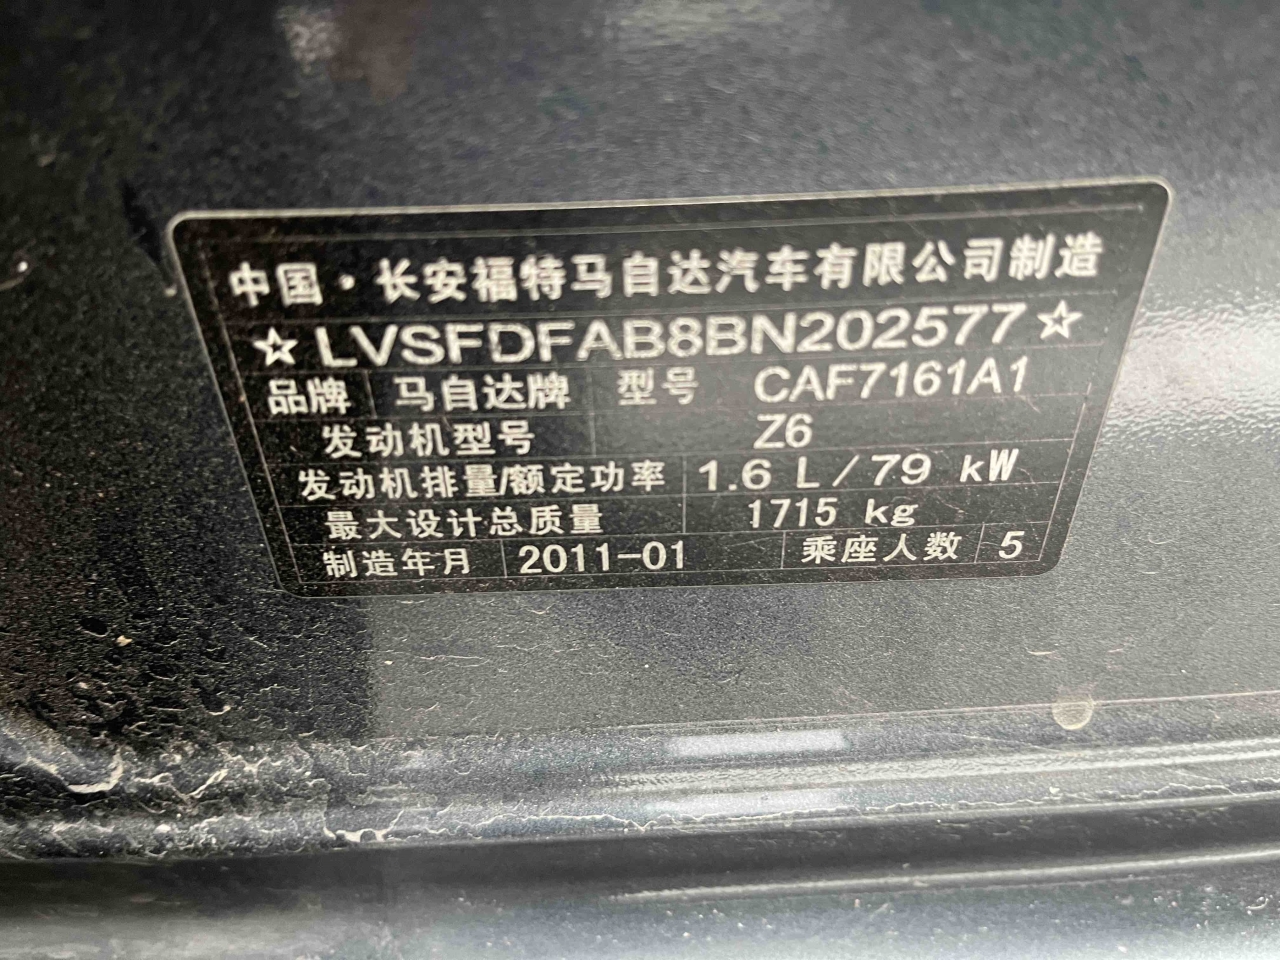 中国·长安福特马自达汽车有限公司制造
☆LVSFDFAB8BN202577☆
品牌 马自达牌 型号 CAF7161A1
发动机型号 Z6
发动机排量/额定功率 1.6 L/79 kW
最大设计总质量 1715 kg
制造年月 2011-01 乘座人数 5